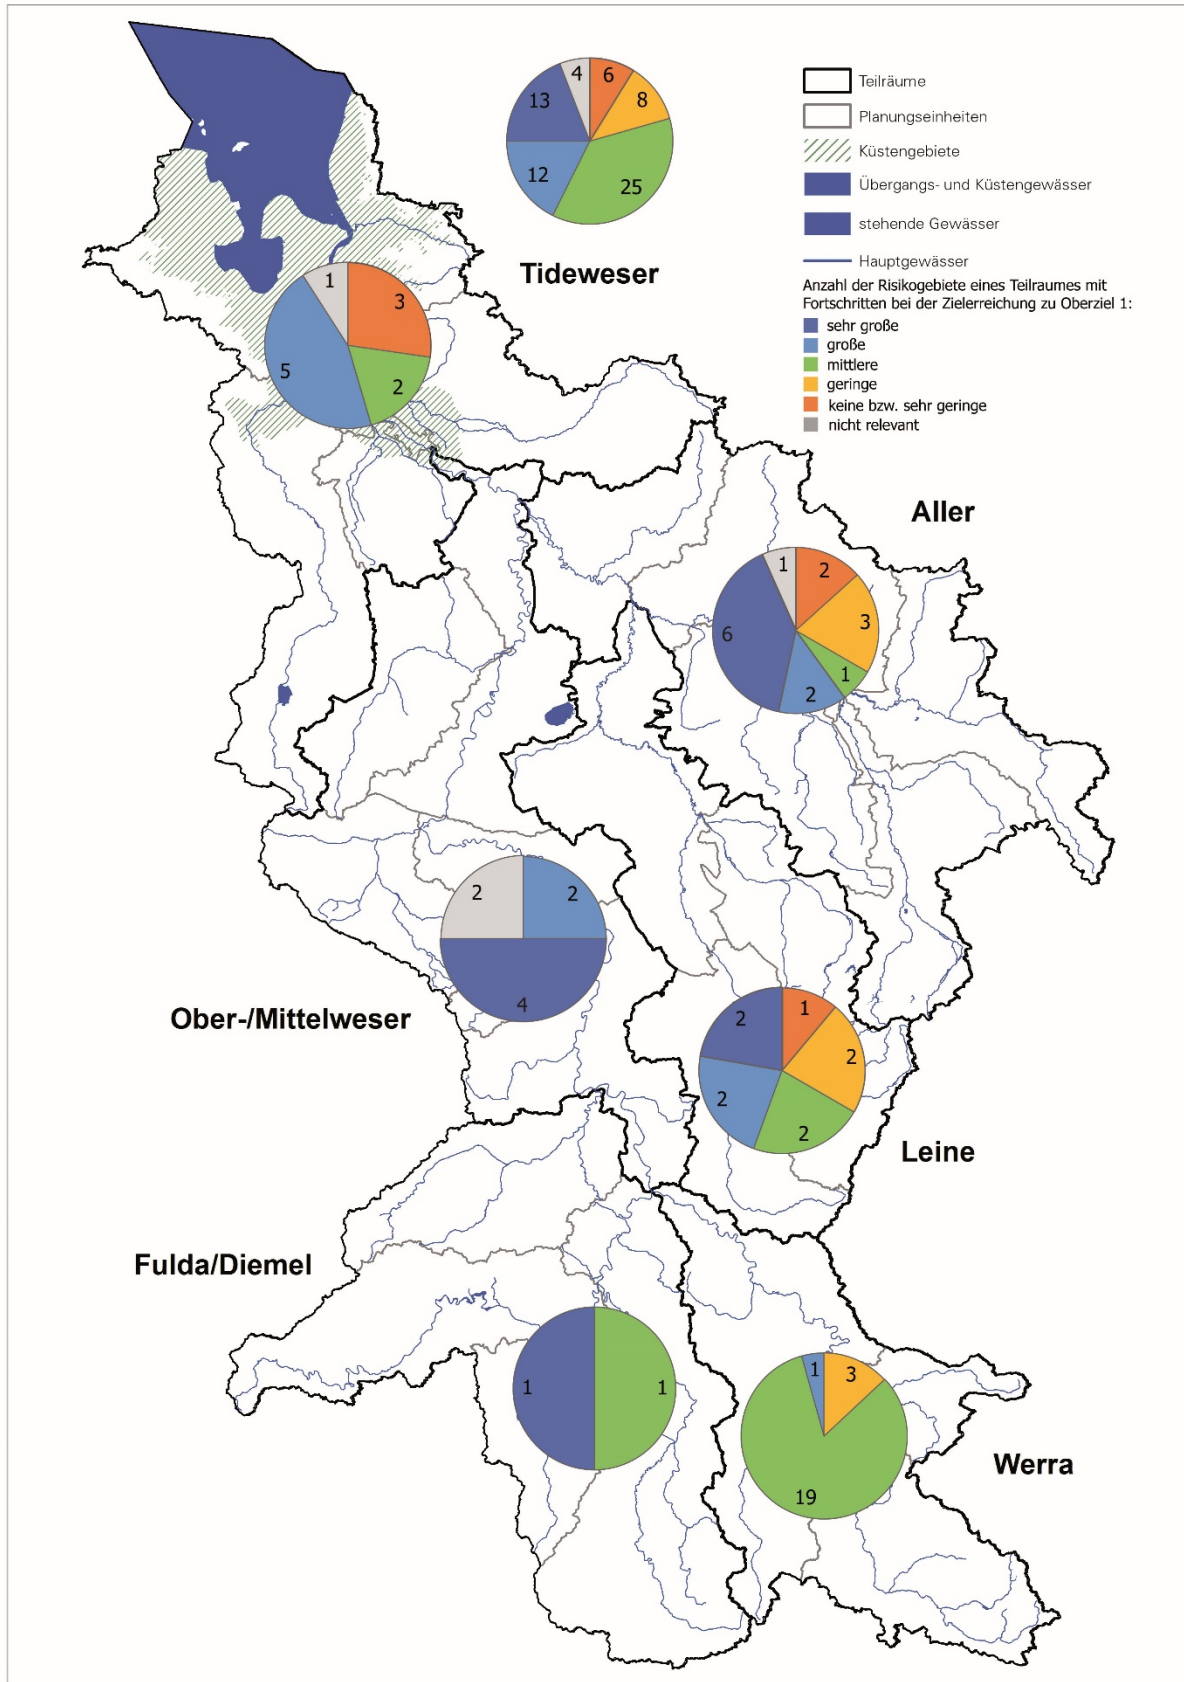 4
6
13
8
12
25
Tideweser
Teilräume
Planungseinheiten
Küstengebiete
Übergangs- und Küstengewässer
stehende Gewässer
Hauptgewässer
Anzahl der Risikogebiete eines Teilraumes mit
Fortschritten bei der Zielerreichung zu Oberziel 1:
sehr große
große
mittlere
geringe
keine bzw. sehr geringe
nicht relevant
1
3
5
2
Aller
1
2
6
3
1
2
2
2
4
Ober-/Mittelweser
2
1
2
2
2
Leine
Fulda/Diemel
1
1
1
3
19
Werra